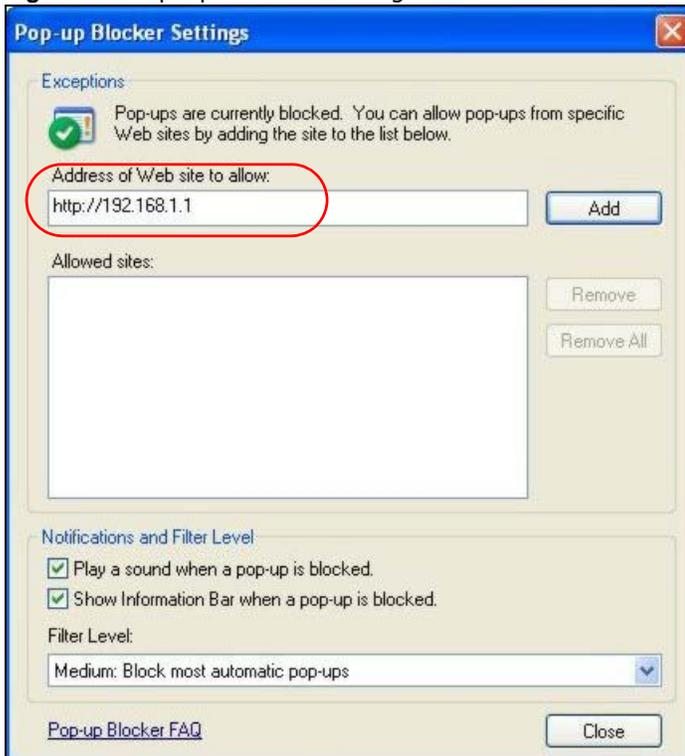 Pop-up Blocker Settings
Exceptions
Pop-ups are currently blocked. You can allow pop-ups from specific
Web sites by adding the site to the list below.
Address of Web site to allow:
http://192.168.1.1
Add
Allowed sites:
Remove
Remove All
Notifications and Filter Level
Play a sound when a pop-up is blocked.
Show Information Bar when a pop-up is blocked.
Filter Level:
Medium: Block most automatic pop-ups
Pop-up Blocker FAQ
Close